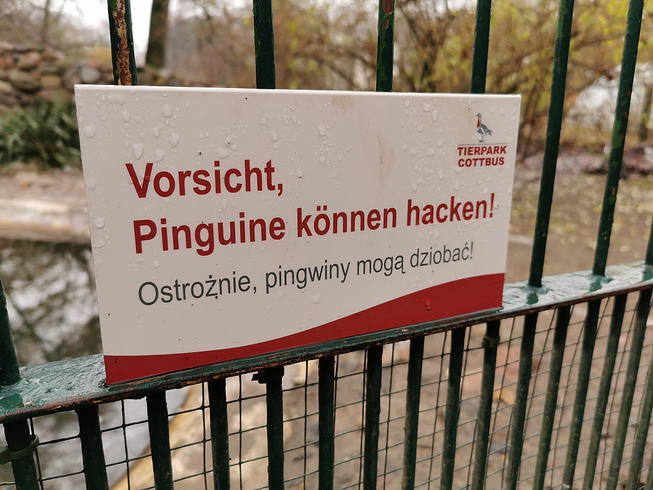 TIERPARK
COTTBUS
Vorsicht,
Pinguine können hacken!
Ostrożnie, pingwiny mogą dziobać!